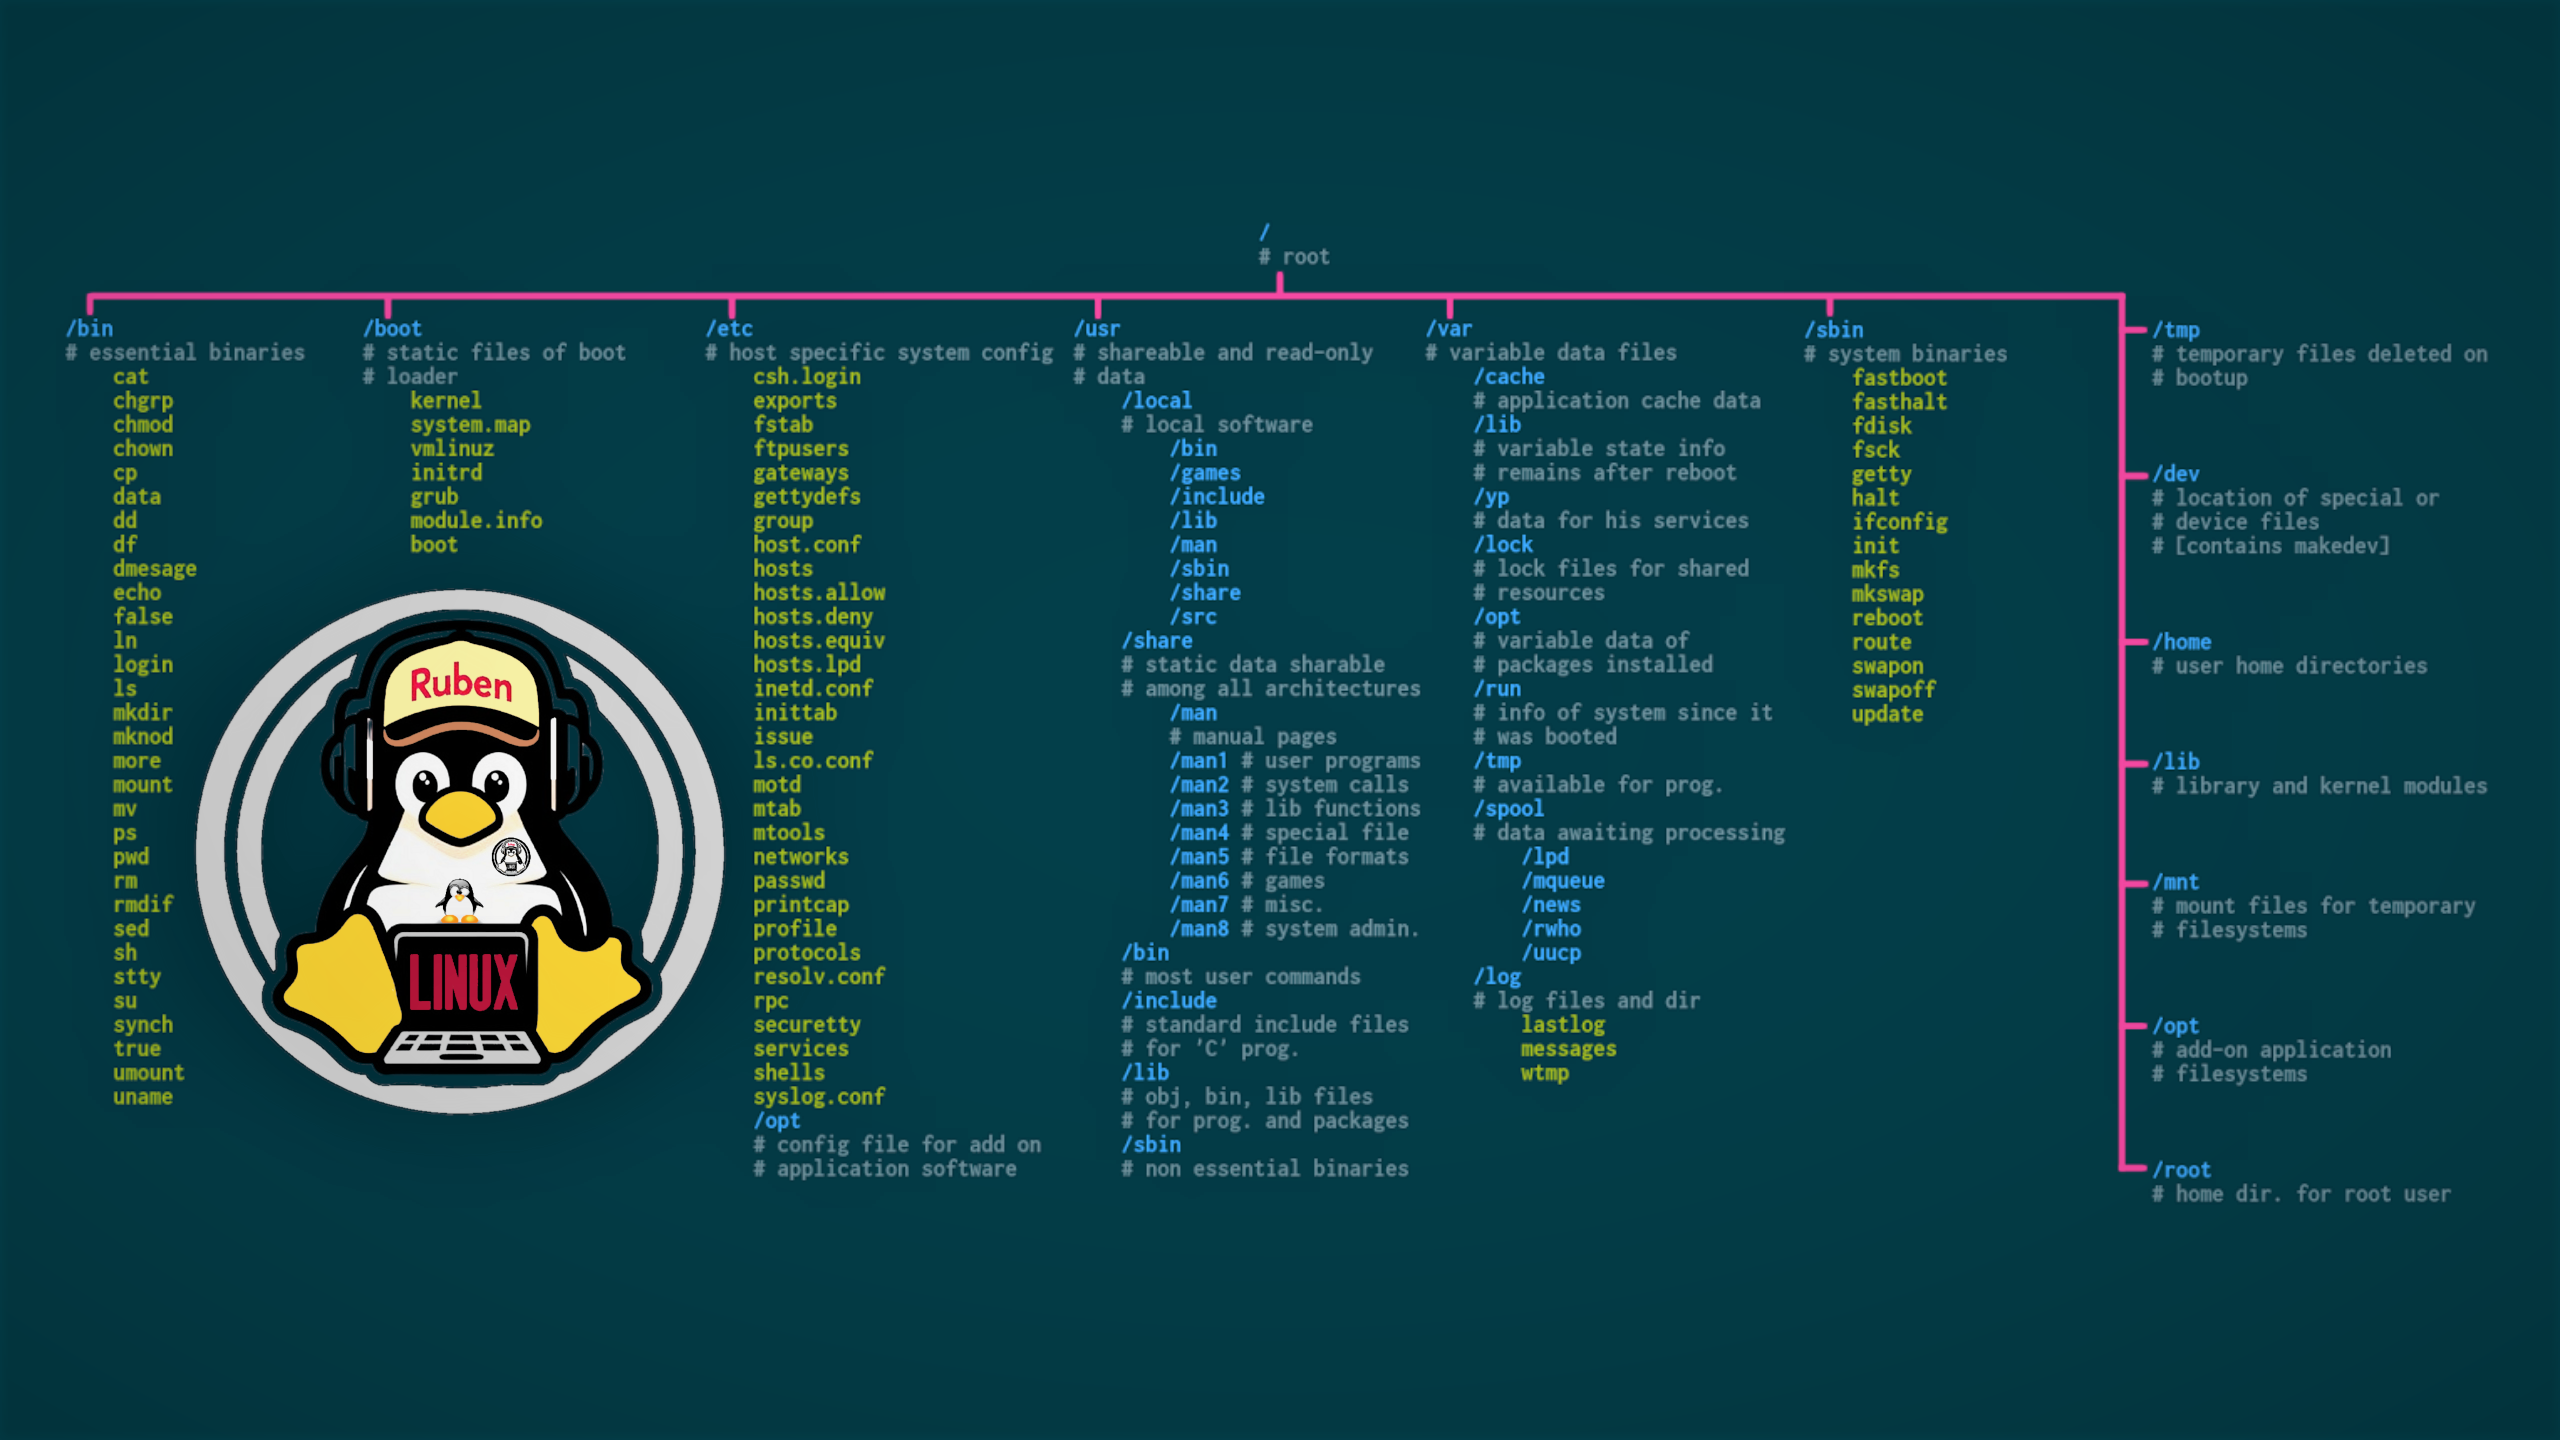 /
# root
/bin
# essential binaries
cat
chgrp
chmod
chown
cp
data
dd
df
dmesage
echo
false
ln
login
ls
mkdir
mknod
more
mount
mv
ps
pwd
rm
rmdif
sed
sh
stty
su
synch
true
umount
uname
/boot
# static files of boot
# loader
kernel
system.map
vmlinuz
initrd
grub
module.info
boot
Ruben
LINUX
/etc
# host specific system config
csh.login
exports
fstab
ftpusers
gateways
gettydefs
group
host.conf
hosts
hosts.allow
hosts.deny
hosts.equiv
hosts.lpd
inetd.conf
inittab
issue
ls.co.conf
motd
mtab
mtools
networks
passwd
printcap
profile
protocols
resolv.conf
rpc
securetty
services
shells
syslog.conf
/opt
# config file for add on
# application software
/usr
# shareable and read-only
# data
/local
# local software
/bin
/games
/include
/lib
/man
/sbin
/share
/src
/share
# static data sharable
# among all architectures
/man
# manual pages
/man1 # user programs
/man2 # system calls
/man3 # lib functions
/man4 # special file
/man5 # file formats
/man6 # games
/man7 # misc.
/man8 # system admin.
/bin
# most user commands
/include
# standard include files
# for 'C' prog.
/lib
# obj, bin, lib files
# for prog. and packages
/sbin
# non essential binaries
/var
# variable data files
/cache
# application cache data
/lib
# variable state info
# remains after reboot
/yp
# data for his services
/lock
# lock files for shared
# resources
/opt
# variable data of
# packages installed
/run
# info of system since it
# was booted
/tmp
# available for prog.
/spool
# data awaiting processing
/lpd
/mqueue
/news
/rwho
/uucp
/log
# log files and dir
lastlog
messages
wtmp
/sbin
# system binaries
fastboot
fasthalt
fdisk
fsck
getty
halt
ifconfig
init
mkfs
mkswap
reboot
route
swapon
swapoff
update
/tmp
# temporary files deleted on
# bootup
/dev
# location of special or
# device files
# [contains makedev]
/home
# user home directories
/lib
# library and kernel modules
/mnt
# mount files for temporary
# filesystems
/opt
# add-on application
# filesystems
/root
# home dir. for root user